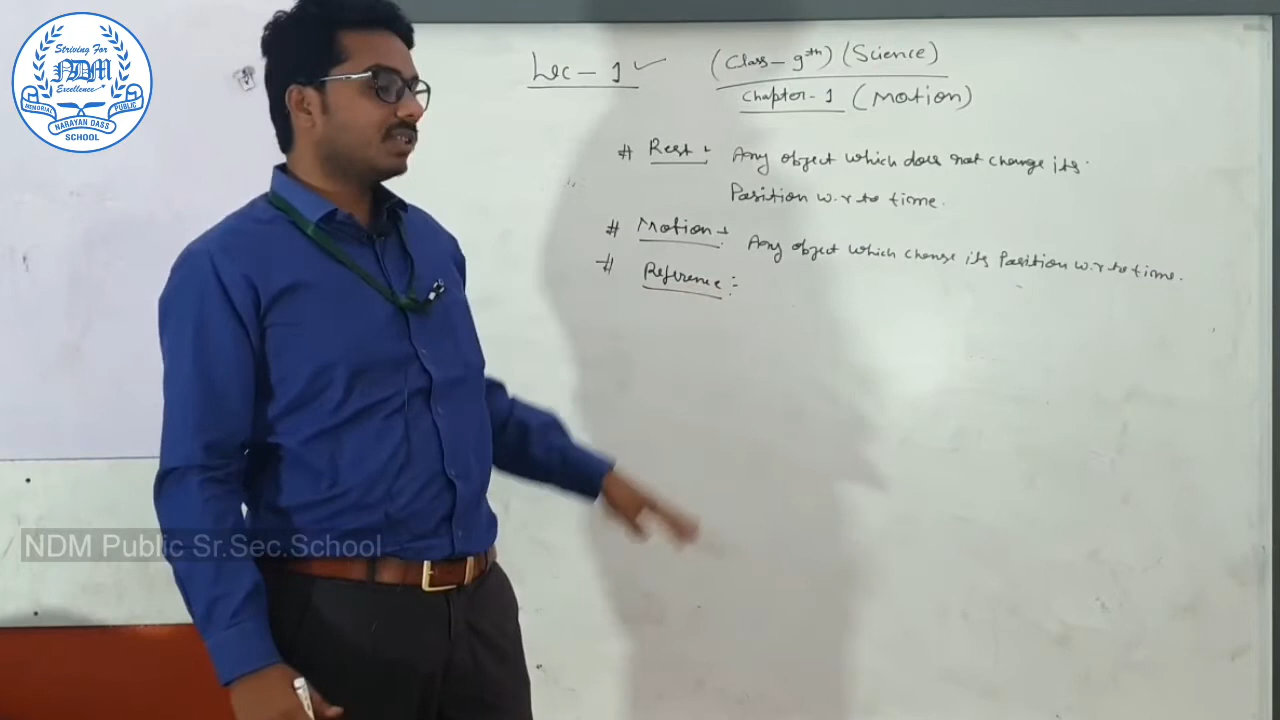 Striving For
NDM
Excellence
MEMORIAL
PUBLIC
NARAYAN DASS
SCHOOL
Lec - 1 ✓
(Class - 9th) (Science)
Chapter - 1 (Motion)
# Rest : Any object which does not change its
Position w.r to time.
# Motion : Any object which change its Position w.r to time.
# Reference :
NDM Public Sr.Sec.School